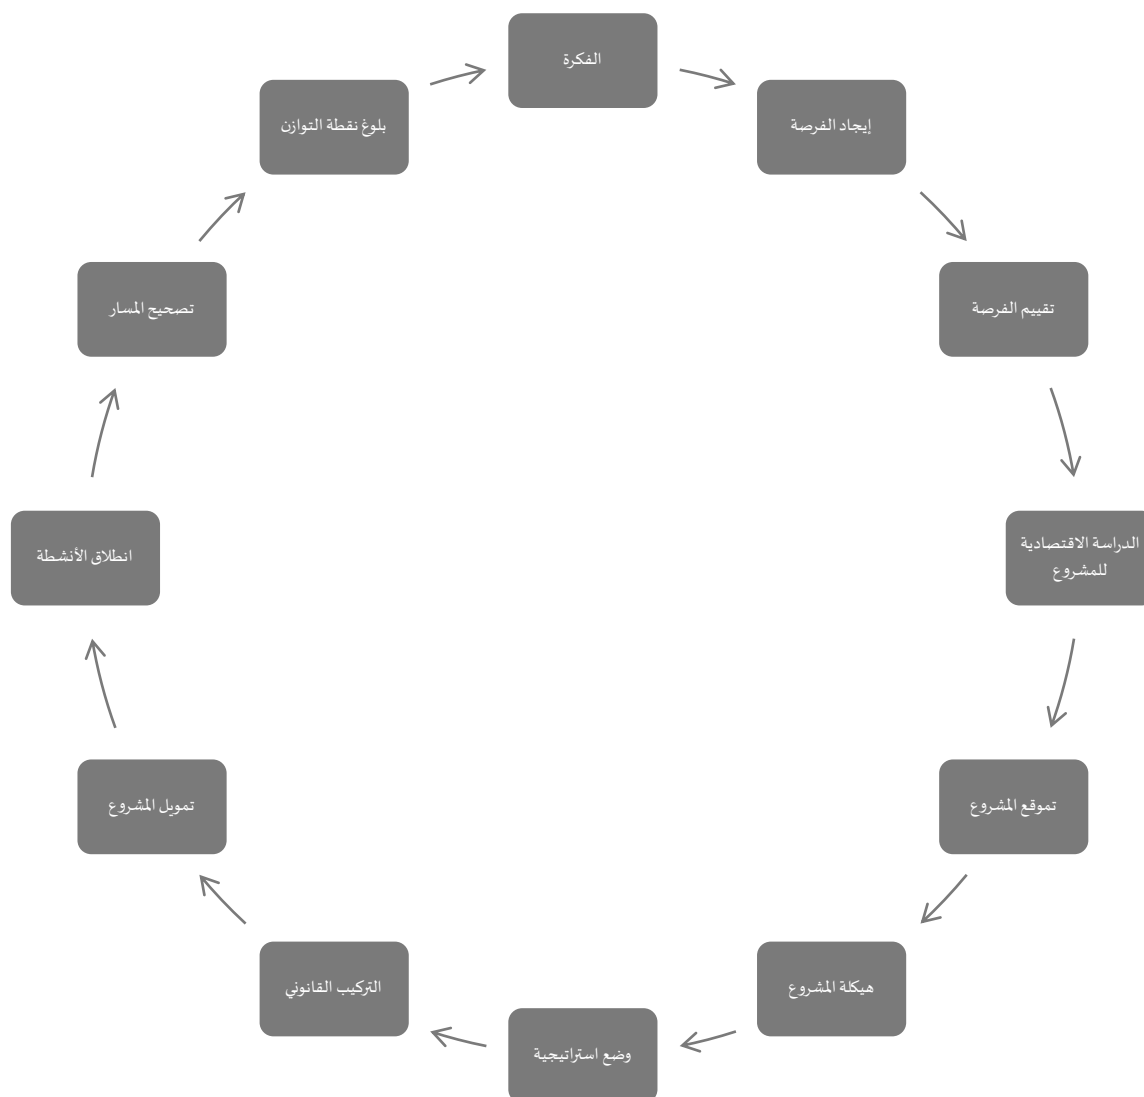 الفكرة
إيجاد الفرصة
تقييم الفرصة
الدراسة الاقتصادية
للمشروع
تموقع المشروع
هيكلة المشروع
وضع استراتيجية
التركيب القانوني
تمويل المشروع
انطلاق الأنشطة
تصحيح المسار
بلوغ نقطة التوازن